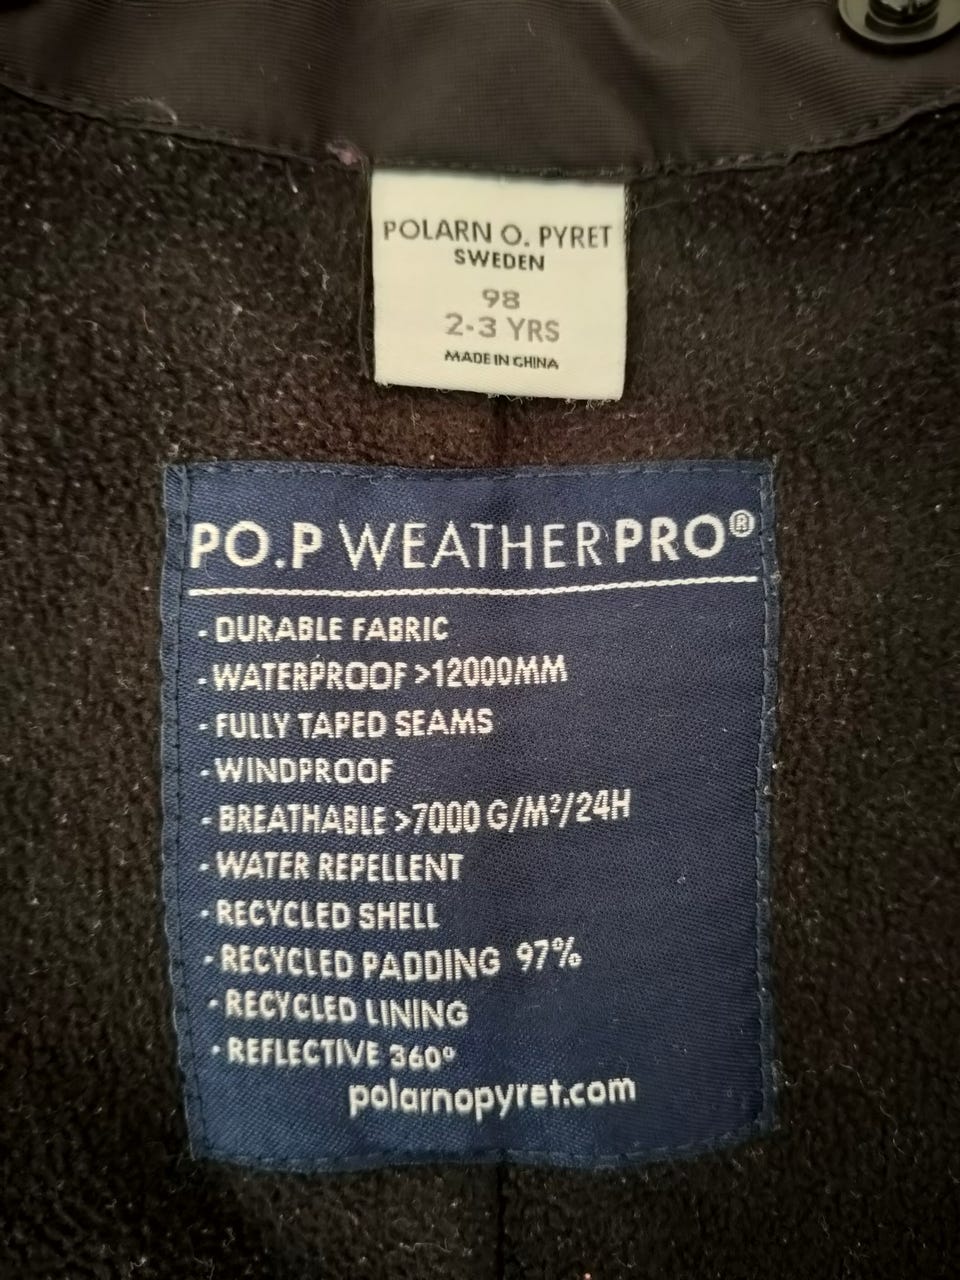 POLARN O. PYRET
SWEDEN
98
2-3 YRS
MADE IN CHINA
PO.P WEATHERPRO®
- DURABLE FABRIC
- WATERPROOF >12000MM
- FULLY TAPED SEAMS
- WINDPROOF
- BREATHABLE >7000 G/M²/24H
- WATER REPELLENT
- RECYCLED SHELL
- RECYCLED PADDING 97%
- RECYCLED LINING
- REFLECTIVE 360°
polarnopyret.com